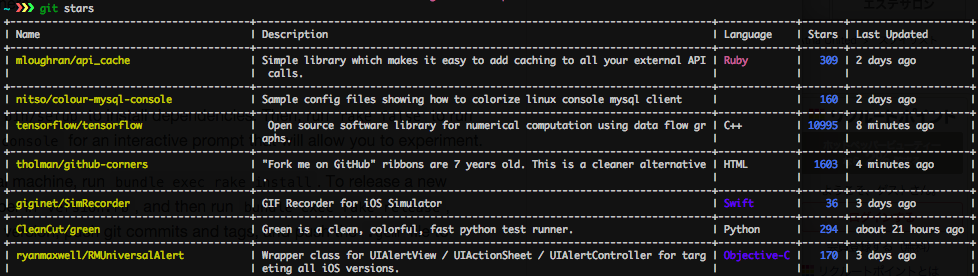 ~ ❯❯❯ git stars
Name Description Language Stars Last Updated
mloughran/api_cache Simple library which makes it easy to add caching to all your external API Ruby 309 2 days ago
calls.
nitso/colour-mysql-console Sample config files showing how to colorize linux console mysql client 160 2 days ago
tensorflow/tensorflow Open source software library for numerical computation using data flow gr C++ 10995 8 minutes ago
aphs.
tholman/github-corners "Fork me on GitHub" ribbons are 7 years old. This is a cleaner alternative HTML 1603 4 minutes ago
.
giginet/SimRecorder GIF Recorder for iOS Simulator Swift 36 3 days ago
CleanCut/green Green is a clean, colorful, fast python test runner. Python 294 about 21 hours ago
ryanmaxwell/RMUniversalAlert Wrapper class for UIAlertView / UIActionSheet / UIAlertController for targ Objective-C 170 3 days ago
eting all iOS versions.